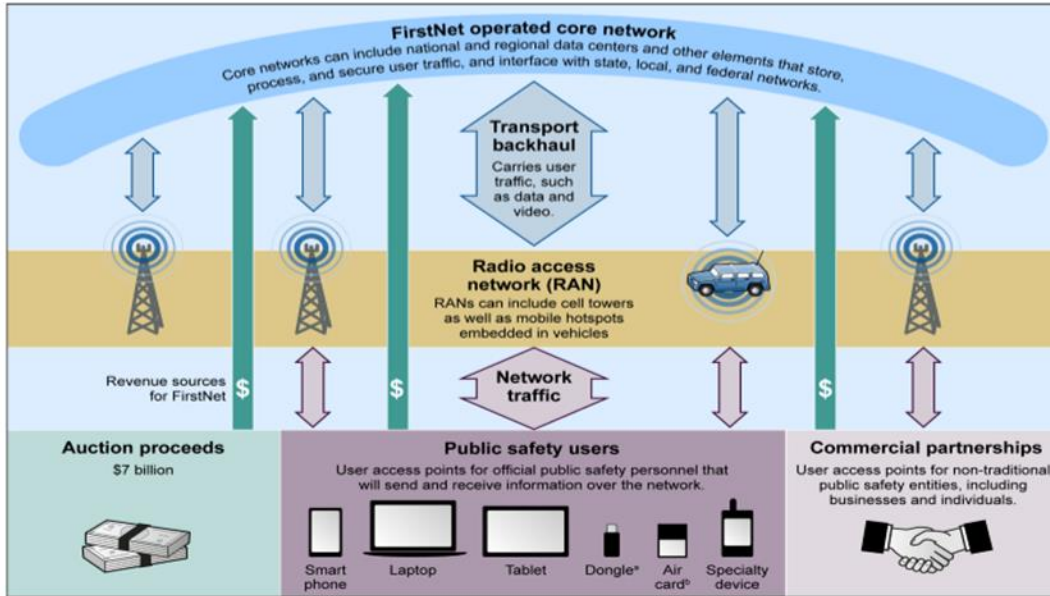 FirstNet operated core network
Core networks can include national and regional data centers and other elements that store,
process, and secure user traffic, and interface with state, local, and federal networks.
Transport
backhaul
Carries user
traffic, such
as data and
video.
Radio access
network (RAN)
RANs can include cell towers
as well as mobile hotspots
embedded in vehicles
Revenue sources
for FirstNet
$
$
Network
traffic
$
Auction proceeds
$7 billion
Public safety users
User access points for official public safety personnel that
will send and receive information over the network.
Smart
phone
Laptop
Tablet
Dongleᵃ
Air
cardᵇ
Specialty
device
Commercial partnerships
User access points for non-traditional
public safety entities, including
businesses and individuals.